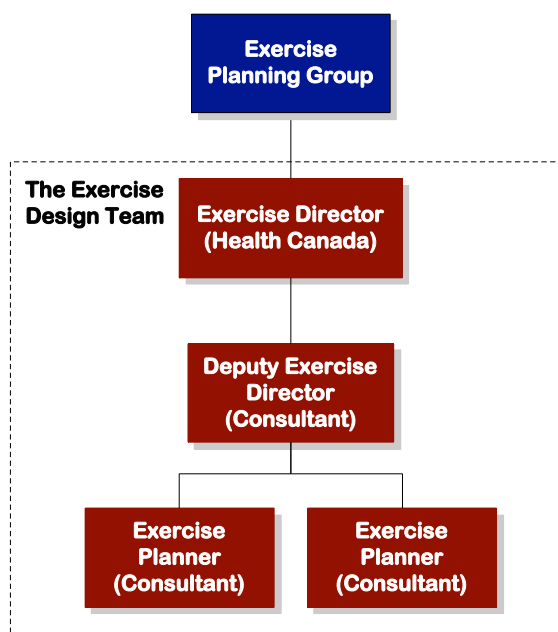 Exercise
Planning Group
The Exercise
Design Team
Exercise Director
(Health Canada)
Deputy Exercise
Director
(Consultant)
Exercise
Planner
(Consultant)
Exercise
Planner
(Consultant)